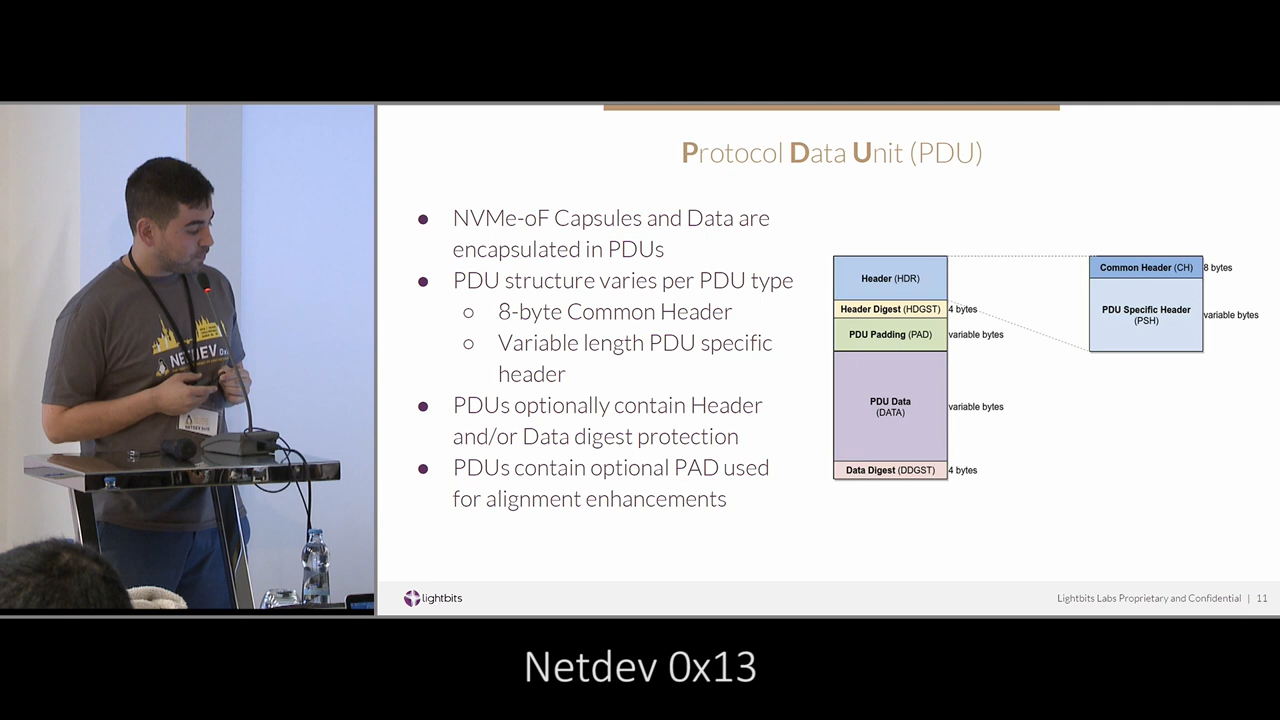 Protocol Data Unit (PDU)
● NVMe-oF Capsules and Data are
encapsulated in PDUs
● PDU structure varies per PDU type
○ 8-byte Common Header
○ Variable length PDU specific
header
● PDUs optionally contain Header
and/or Data digest protection
● PDUs contain optional PAD used
for alignment enhancements
Header (HDR)
Header Digest (HDGST) 4 bytes
PDU Padding (PAD) variable bytes
PDU Data
(DATA)
variable bytes
Data Digest (DDGST) 4 bytes
Common Header (CH) 8 bytes
PDU Specific Header
(PSH)
variable bytes
NETDEV
lightbits
Lightbits Labs Proprietary and Confidential | 11
Netdev 0x13